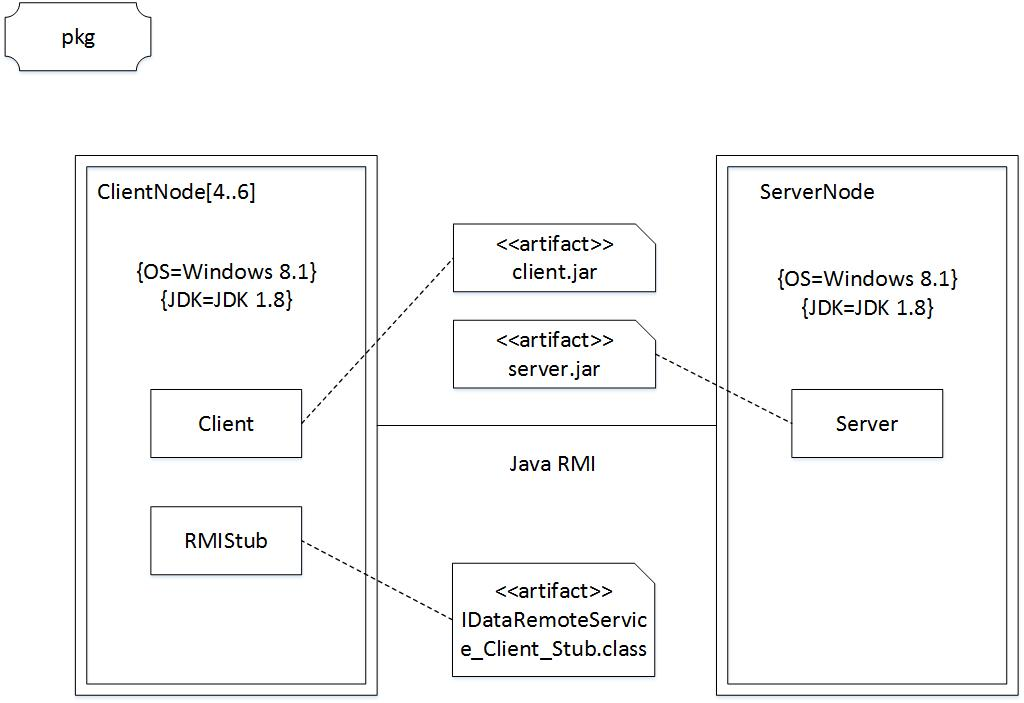 pkg
ClientNode[4..6]
{OS=Windows 8.1}
{JDK=JDK 1.8}
Client
RMIStub
<<artifact>>
client.jar
<<artifact>>
server.jar
Java RMI
<<artifact>>
IDataRemoteServic
e_Client_Stub.class
ServerNode
{OS=Windows 8.1}
{JDK=JDK 1.8}
Server